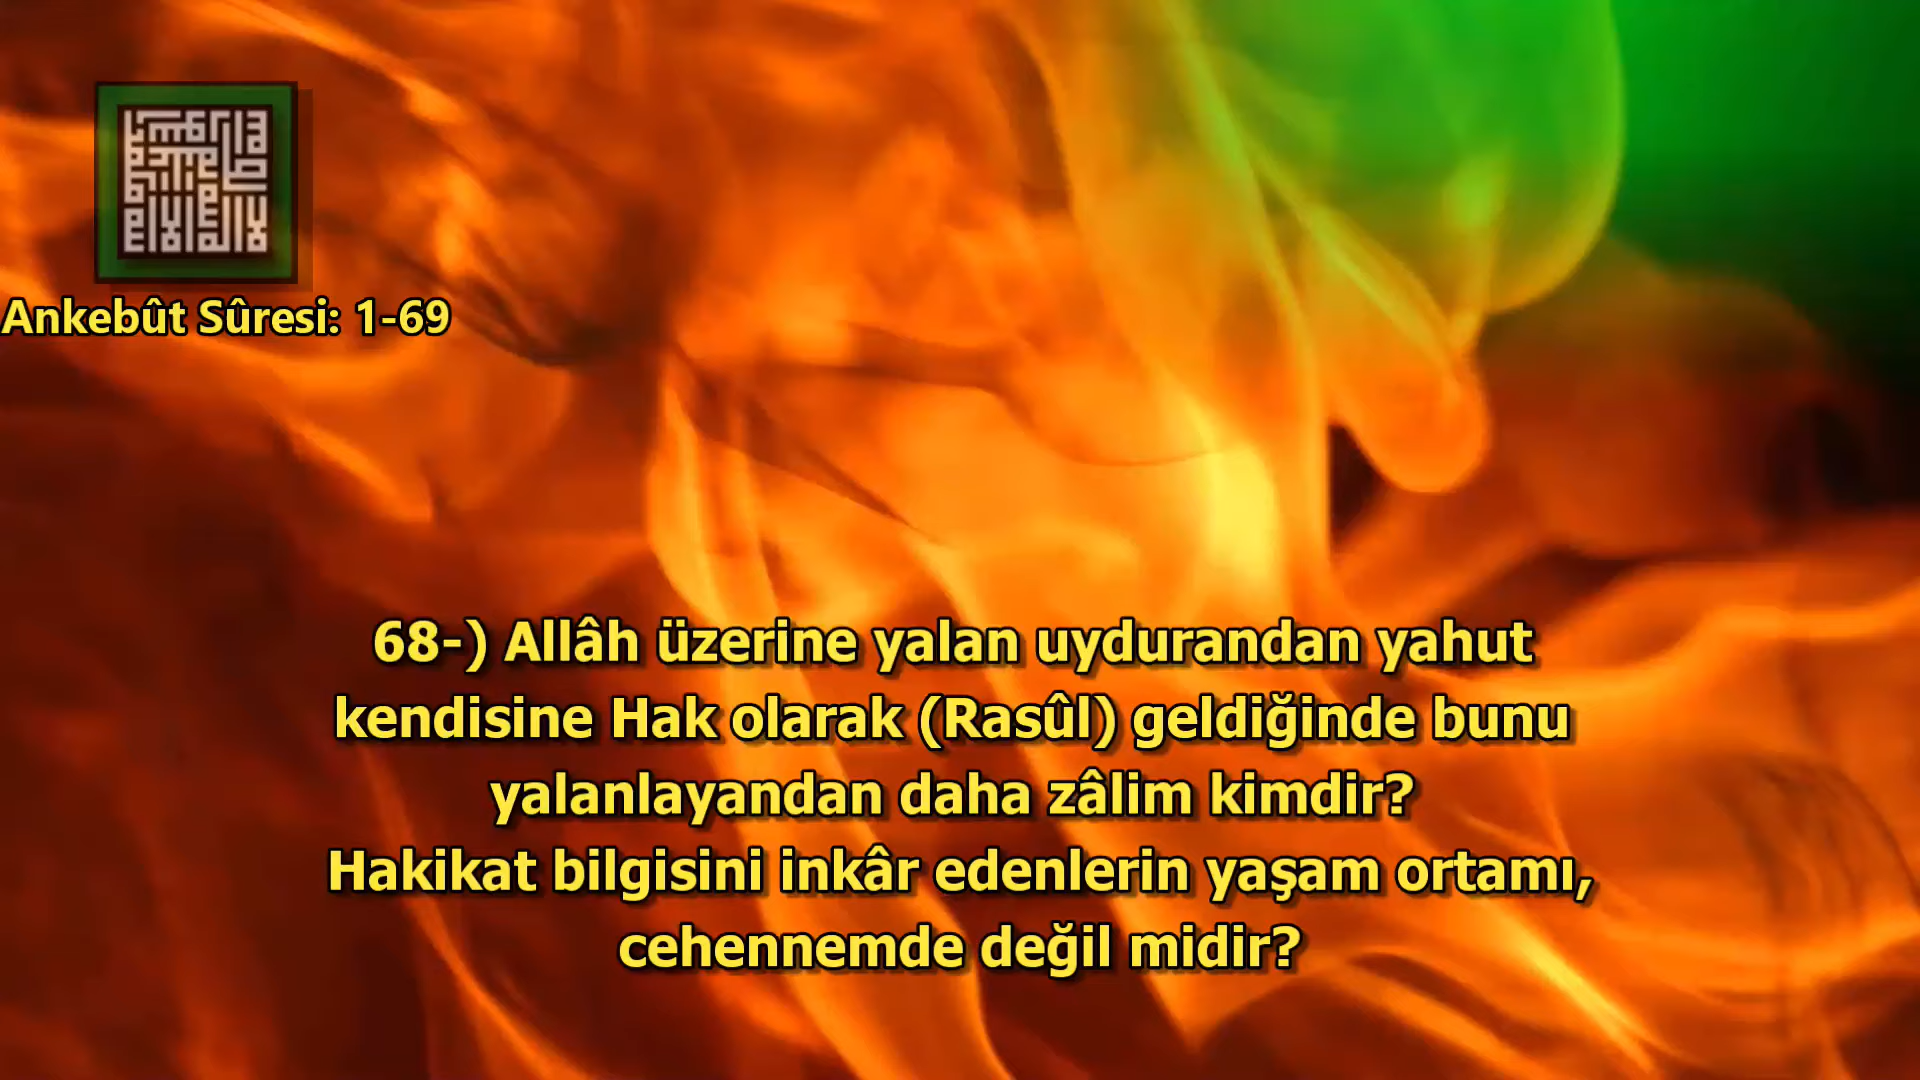 Ankebût Sûresi: 1-69
68-) Allâh üzerine yalan uydurandan yahut
kendisine Hak olarak (Rasûl) geldiğinde bunu
yalanlayandan daha zâlim kimdir?
Hakikat bilgisini inkâr edenlerin yaşam ortamı,
cehennemde değil midir?